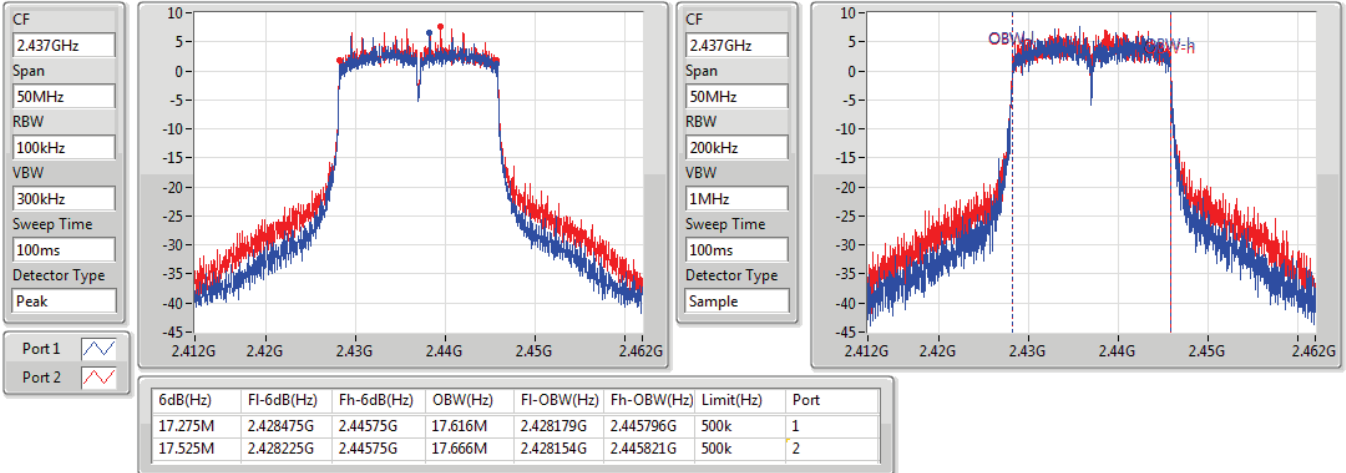 CF
2.437GHz
Span
50MHz
RBW
100kHz
VBW
300kHz
Sweep Time
100ms
Detector Type
Peak
Port 1
Port 2
10
5
0
-5
-10
-15
-20
-25
-30
-35
-40
-45
2.412G 2.42G 2.43G 2.44G 2.45G 2.462G
CF
2.437GHz
Span
50MHz
RBW
200kHz
VBW
1MHz
Sweep Time
100ms
Detector Type
Sample
10
5
0
-5
-10
-15
-20
-25
-30
-35
-40
-45
OBW-h
2.412G 2.42G 2.43G 2.44G 2.45G 2.462G
6dB(Hz) Fl-6dB(Hz) Fh-6dB(Hz) OBW(Hz) Fl-OBW(Hz) Fh-OBW(Hz) Limit(Hz) Port
17.275M 2.428475G 2.44575G 17.616M 2.428179G 2.445796G 500k 1
17.525M 2.428225G 2.44575G 17.666M 2.428154G 2.445821G 500k 2